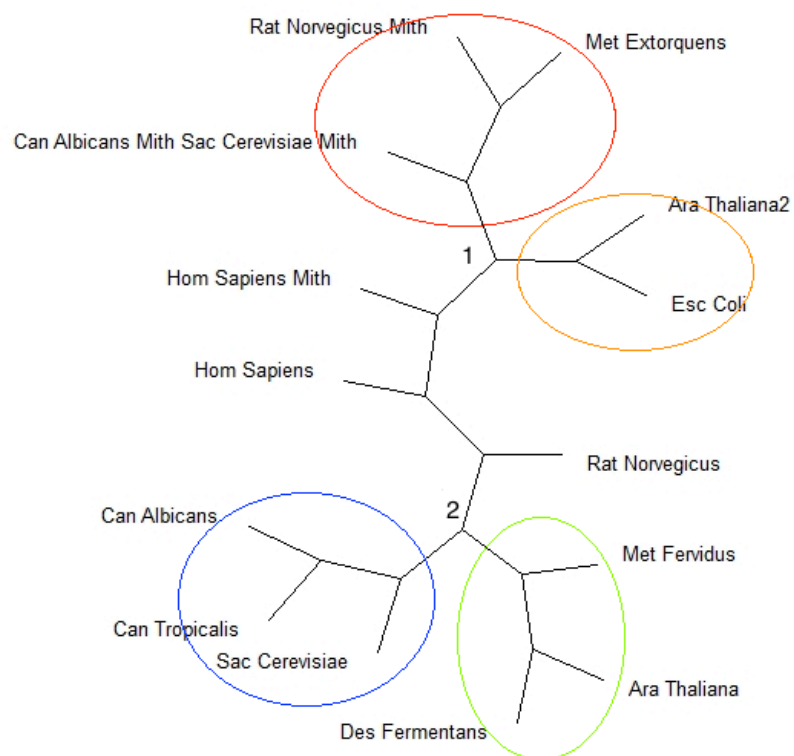 Rat Norvegicus Mith
Met Extorquens
Can Albicans Mith Sac Cerevisiae Mith
Ara Thaliana2
1
Hom Sapiens Mith
Esc Coli
Hom Sapiens
Rat Norvegicus
2
Can Albicans
Met Fervidus
Can Tropicalis
Sac Cerevisiae
Ara Thaliana
Des Fermentans